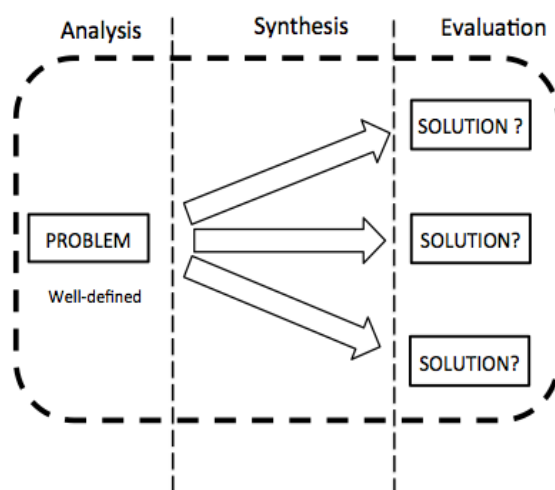 Analysis
Synthesis
Evaluation
SOLUTION ?
PROBLEM
SOLUTION?
Well-defined
SOLUTION?